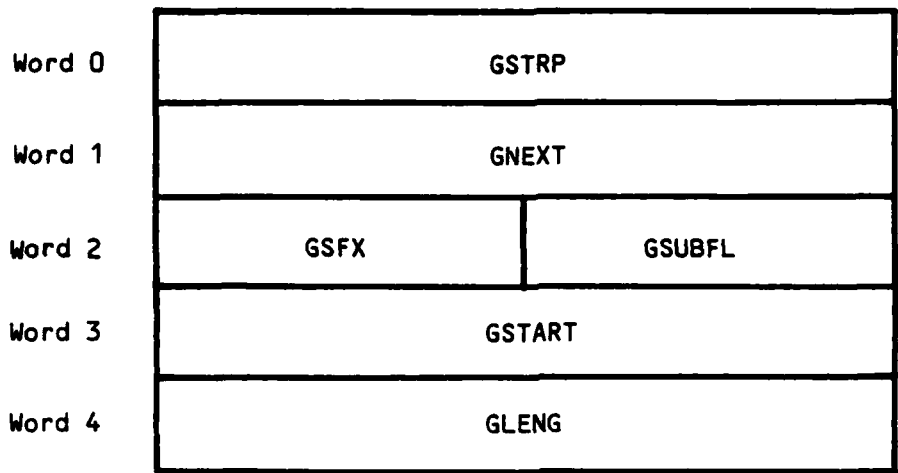 Word 0 GSTRP
Word 1 GNEXT
Word 2 GSFX GSUBFL
Word 3 GSTART
Word 4 GLENG